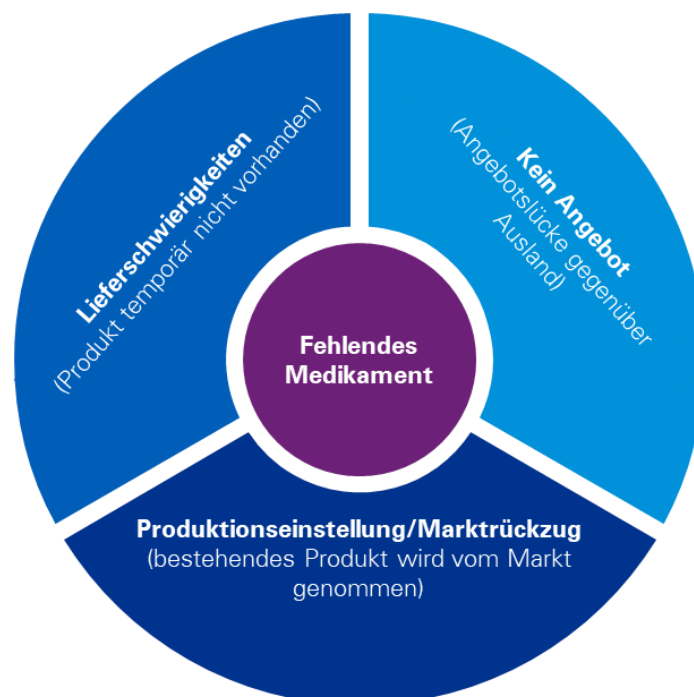 Lieferschwierigkeiten
(Produkt temporär nicht vorhanden)
Kein Angebot
(Angebotslücke gegenüber
Ausland)
Fehlendes
Medikament
Produktionseinstellung/Marktrückzug
(bestehendes Produkt wird vom Markt
genommen)